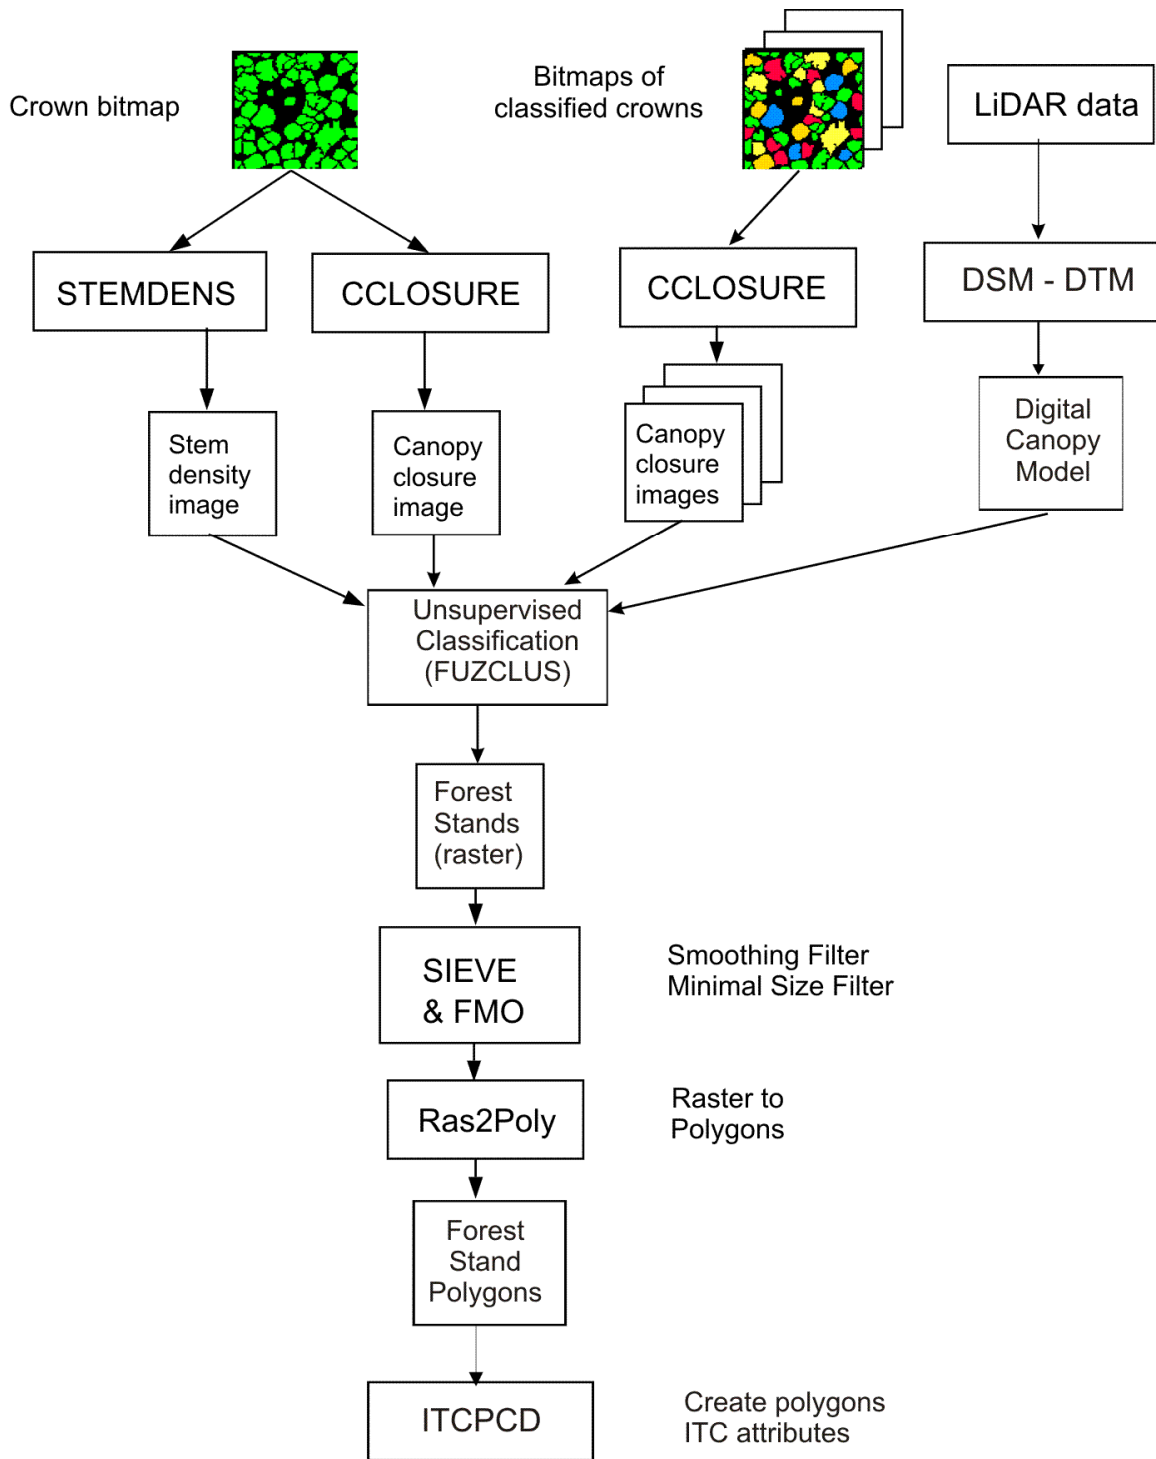 Crown bitmap
Bitmaps of
classified crowns
LiDAR data
STEMDENS
CCLOSURE
CCLOSURE
DSM - DTM
Stem
density
image
Canopy
closure
image
Canopy
closure
images
Digital
Canopy
Model
Unsupervised
Classification
(FUZCLUS)
Forest
Stands
(raster)
SIEVE
& FMO
Smoothing Filter
Minimal Size Filter
Ras2Poly
Raster to
Polygons
Forest
Stand
Polygons
ITCPCD
Create polygons
ITC attributes